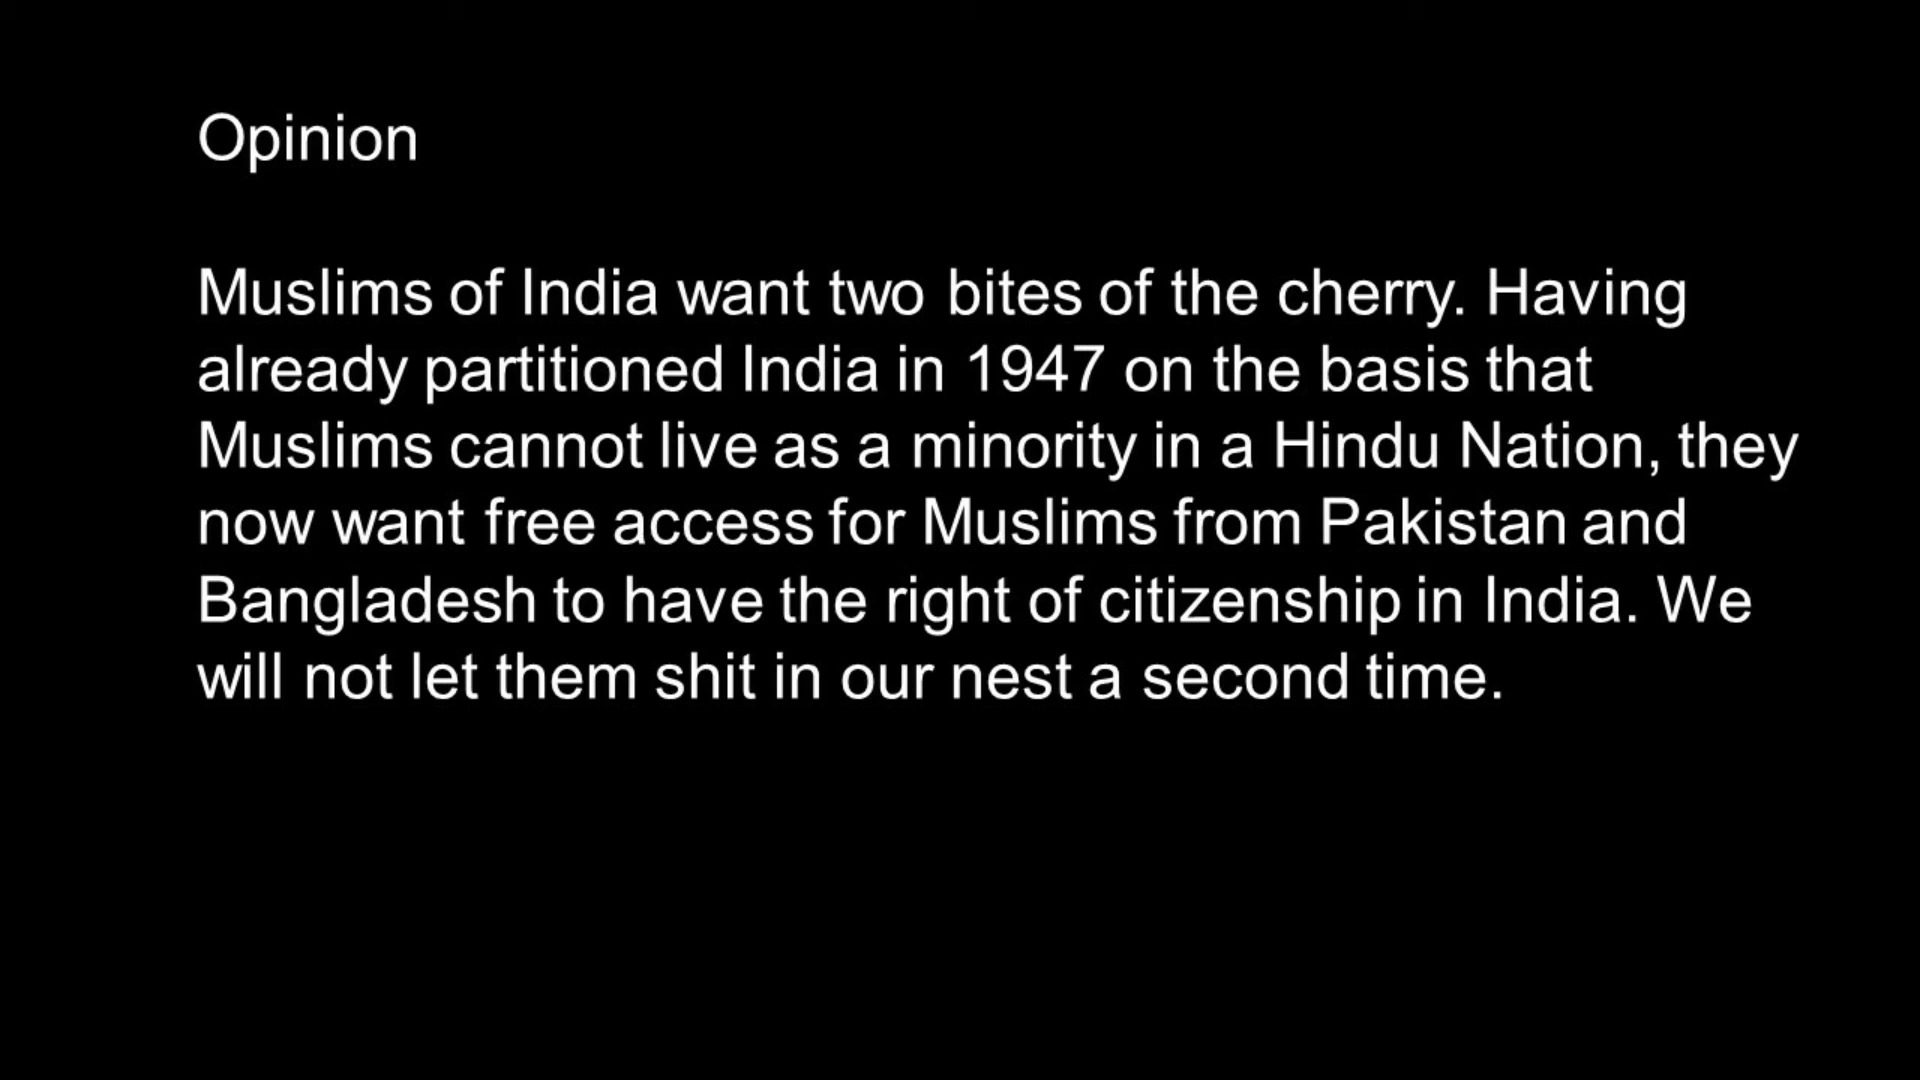 Opinion
Muslims of India want two bites of the cherry. Having
already partitioned India in 1947 on the basis that
Muslims cannot live as a minority in a Hindu Nation, they
now want free access for Muslims from Pakistan and
Bangladesh to have the right of citizenship in India. We
will not let them shit in our nest a second time.